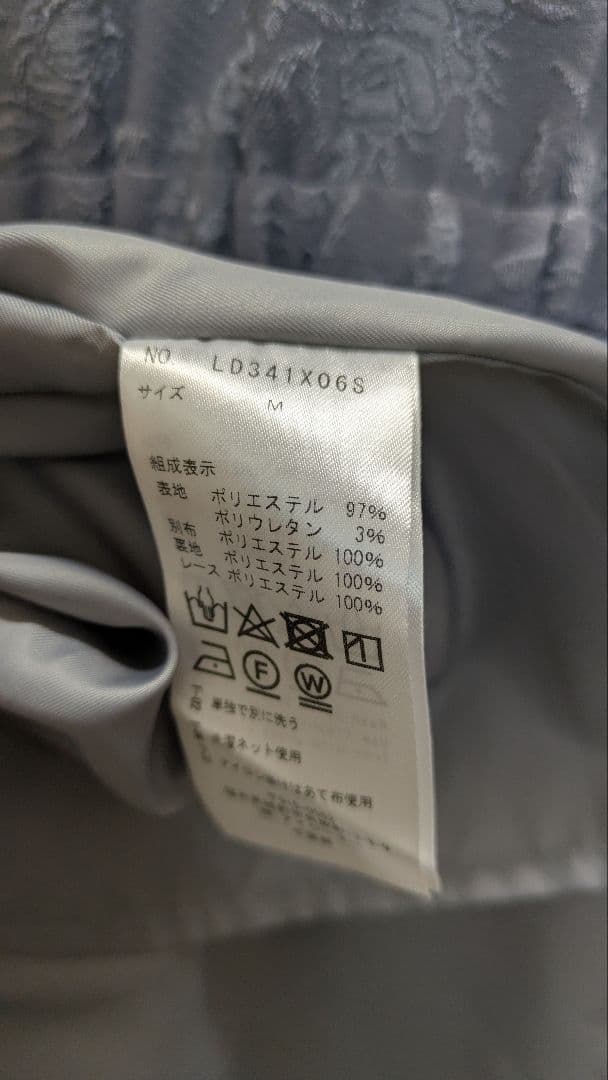 NO LD341X06S
サイズ M
組成表示
表地 ポリエステル 97%
ポリウレタン 3%
別布 ポリエステル 100%
裏地 ポリエステル 100%
レース ポリエステル 100%
F W
単独で別に洗う
ネット使用
あて布使用